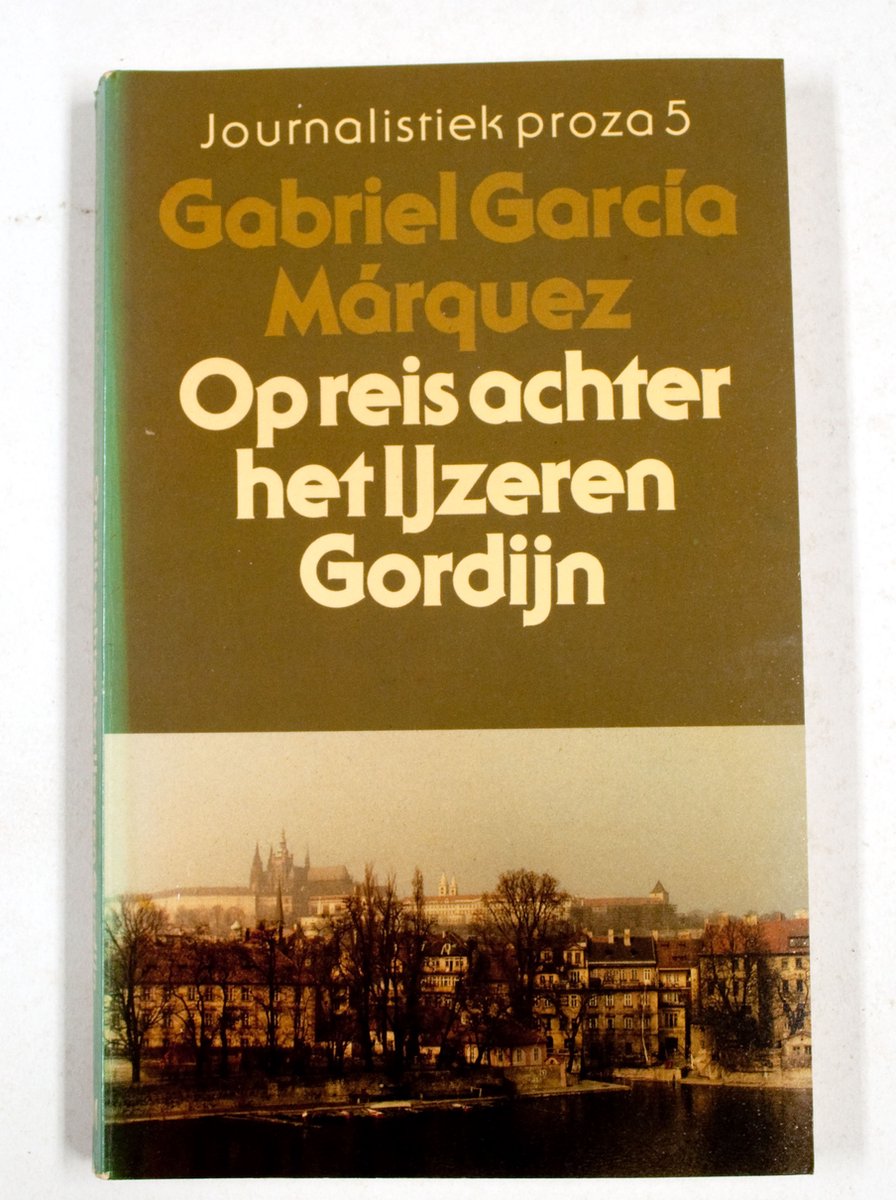 Journalistiek proza 5
Gabriel García
Márquez
Op reis achter
het IJzeren
Gordijn